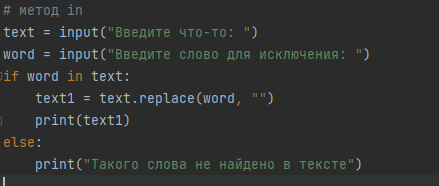 # метод in
text = input("Введите что-то: ")
word = input("Введите слово для исключения: ")
if word in text:
    text1 = text.replace(word, "")
    print(text1)
else:
    print("Такого слова не найдено в тексте")